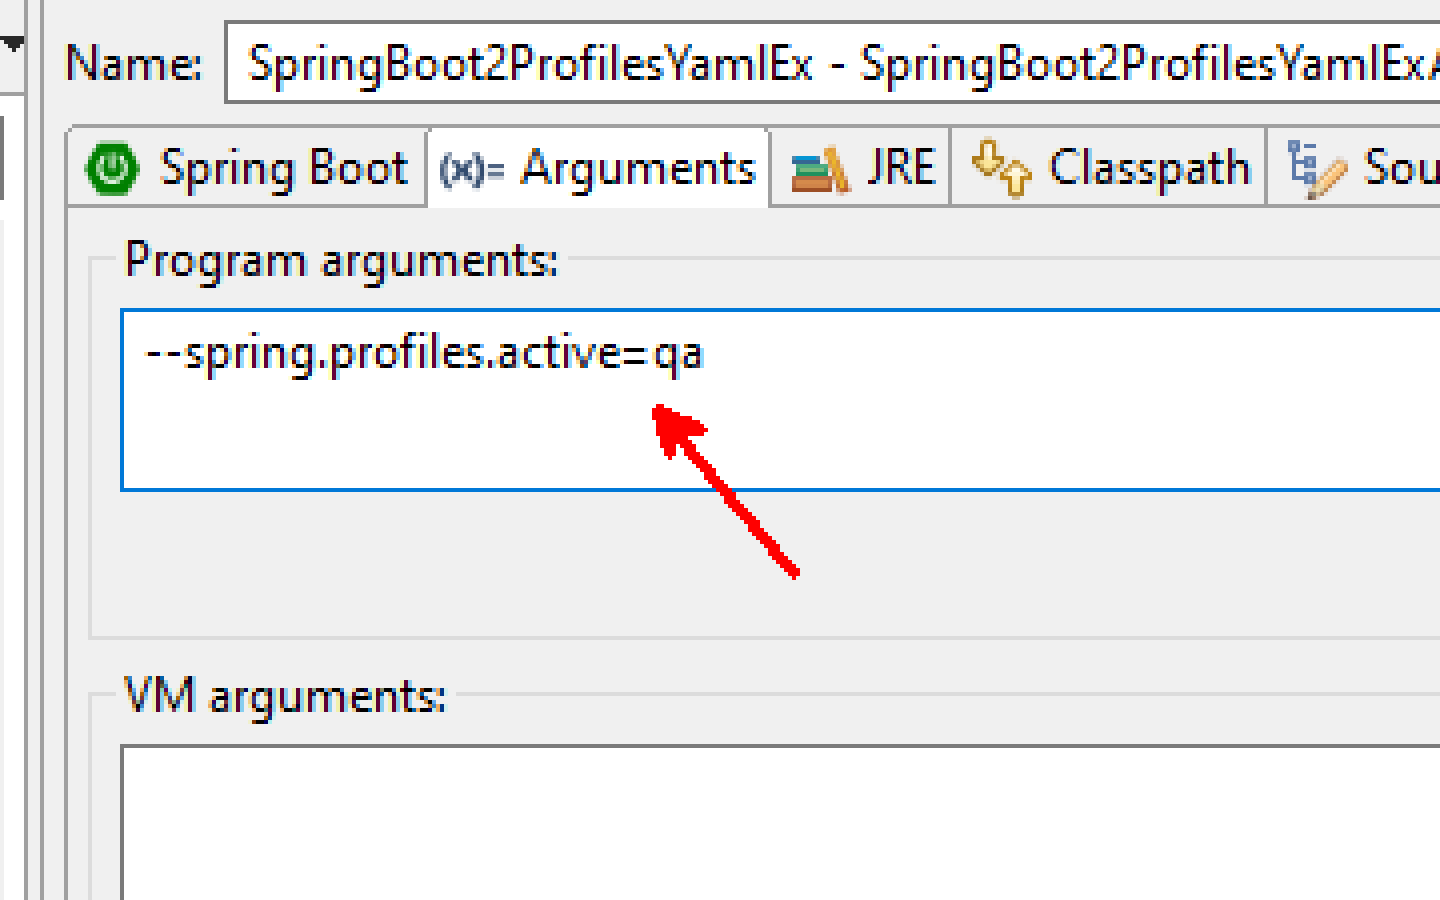 Name: SpringBoot2ProfilesYamlEx - SpringBoot2ProfilesYamlExA
Spring Boot (x)= Arguments JRE Classpath Sou
Program arguments:
--spring.profiles.active=qa
VM arguments: